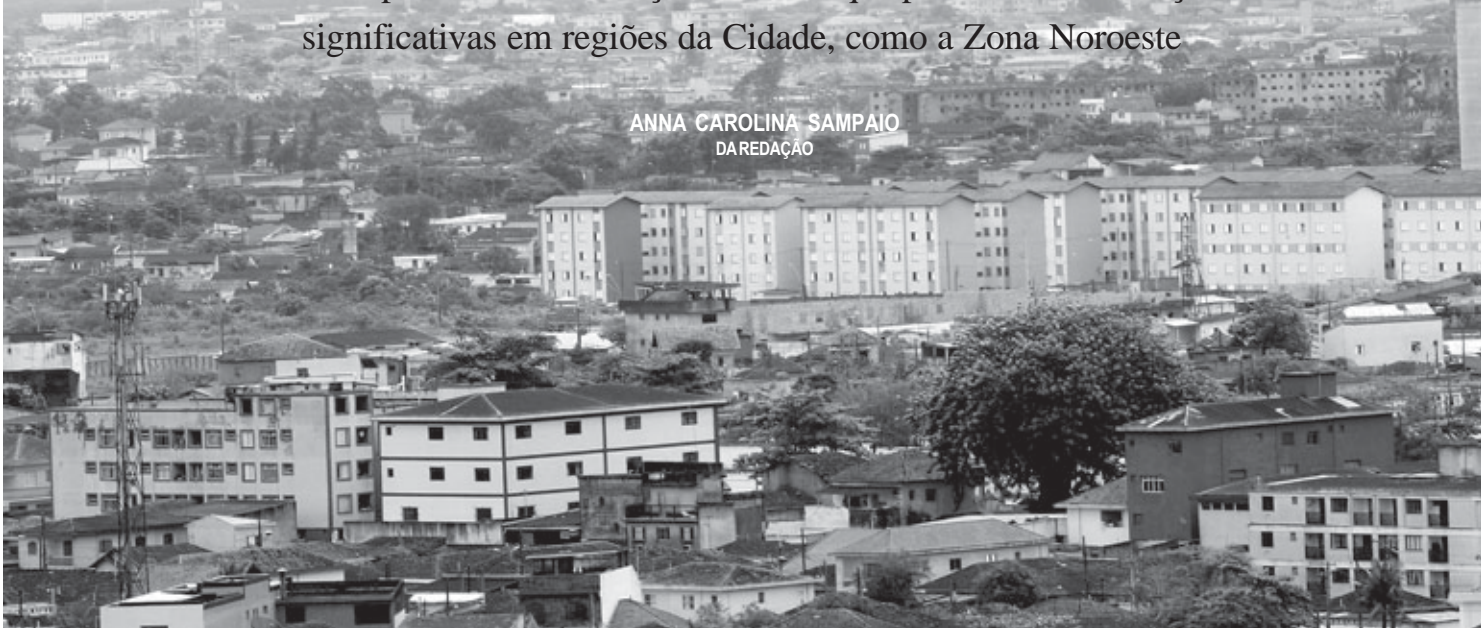 significativas em regiões da Cidade, como a Zona Noroeste
ANNA CAROLINA SAMPAIO
DA REDAÇÃO